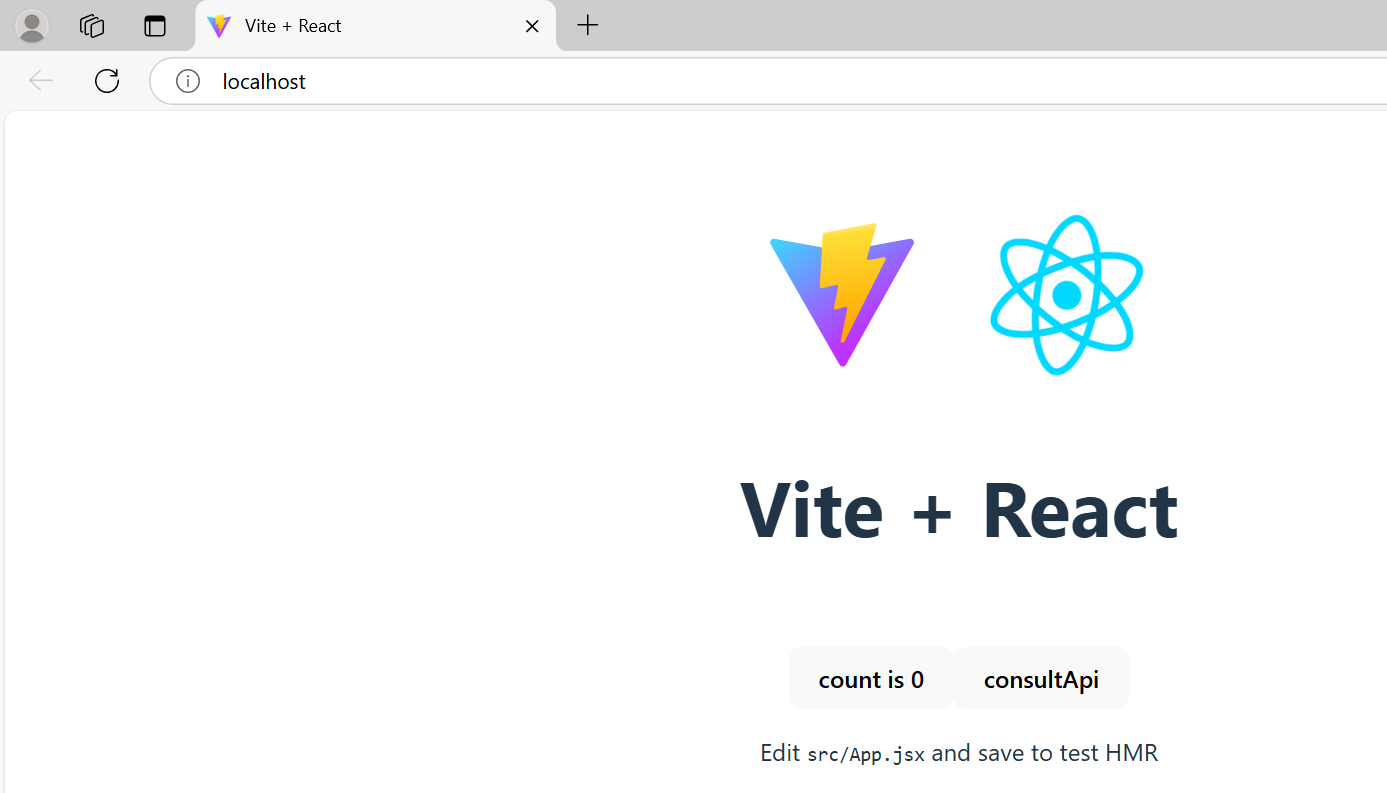 Vite + React
localhost
Vite + React
count is 0
consultApi
Edit src/App.jsx and save to test HMR